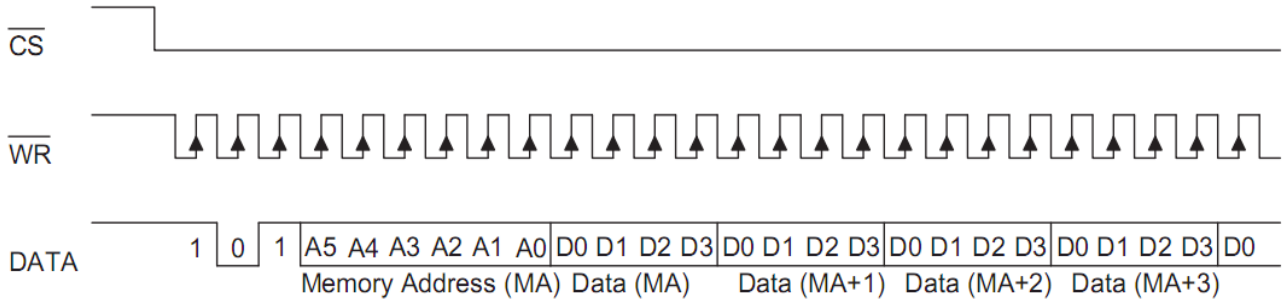 CS
WR
DATA 1 0 1 A5 A4 A3 A2 A1 A0 D0 D1 D2 D3 D0 D1 D2 D3 D0 D1 D2 D3 D0 D1 D2 D3 D0
Memory Address (MA) Data (MA) Data (MA+1) Data (MA+2) Data (MA+3)